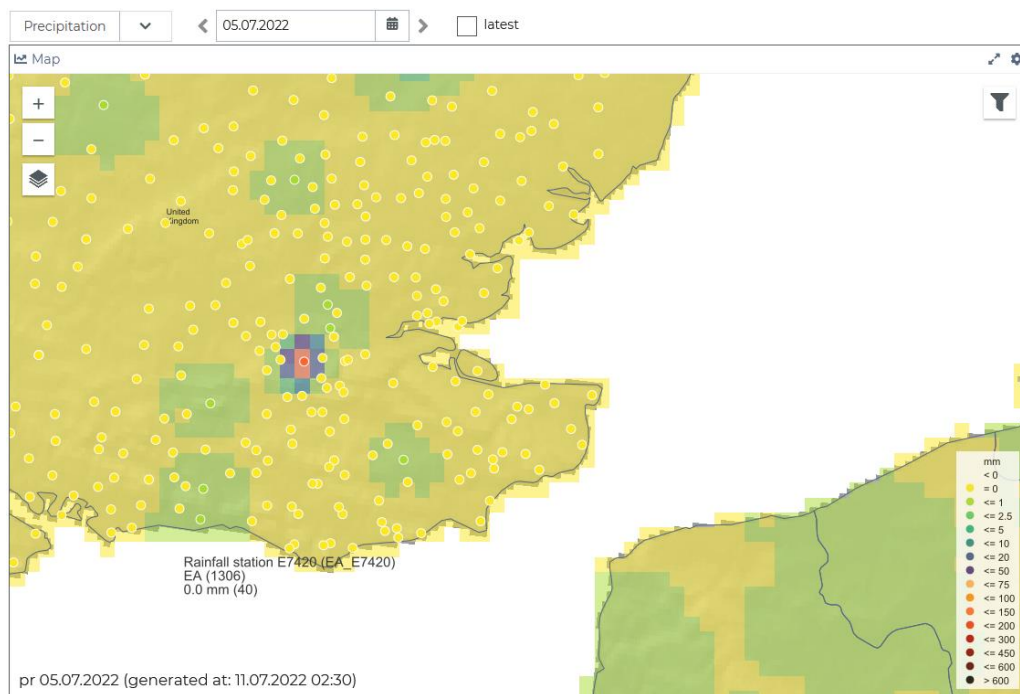 Precipitation
05.07.2022
latest
Map
+
−
United
Kingdom
Rainfall station E7420 (EA_E7420)
EA (1306)
0.0 mm (40)
mm
< 0
= 0
<= 1
<= 2.5
<= 5
<= 10
<= 20
<= 50
<= 75
<= 100
<= 150
<= 200
<= 300
<= 450
<= 600
> 600
pr 05.07.2022 (generated at: 11.07.2022 02:30)